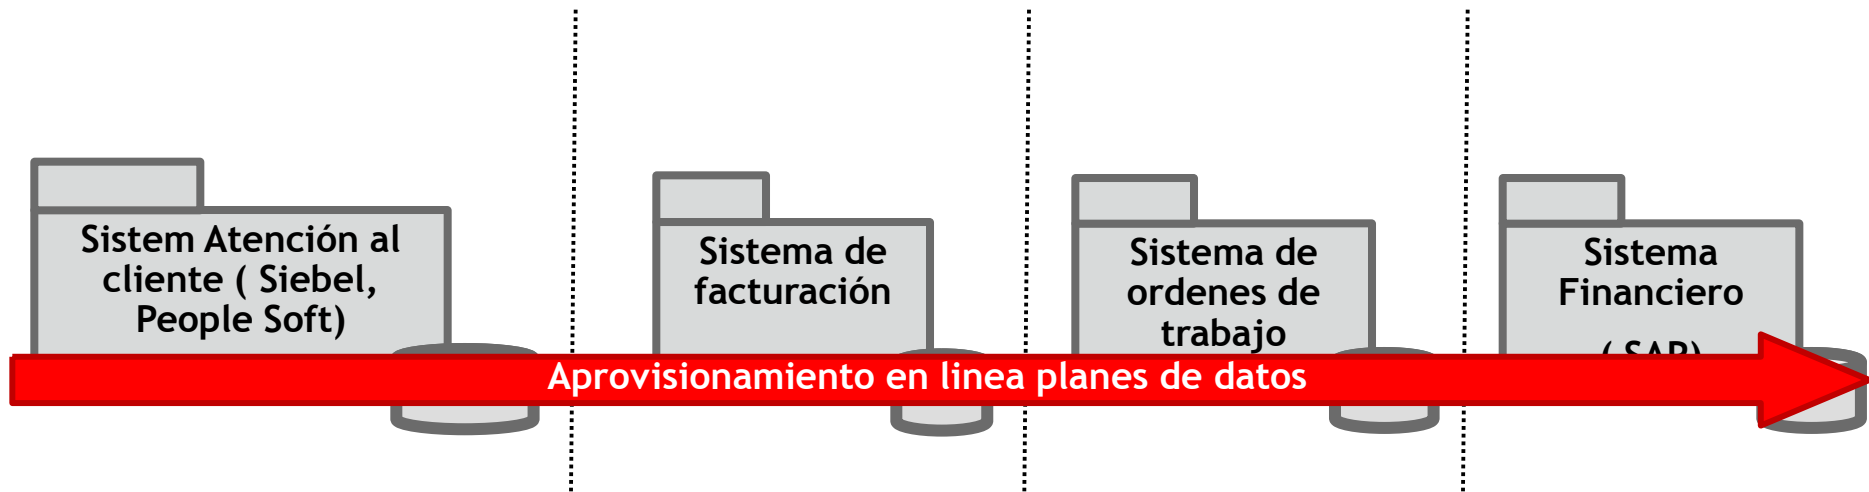 Sistem Atención al
cliente ( Siebel,
People Soft)
Sistema de
facturación
Sistema de
ordenes de
trabajo
Sistema
Financiero
( SAP)
Aprovisionamiento en linea planes de datos